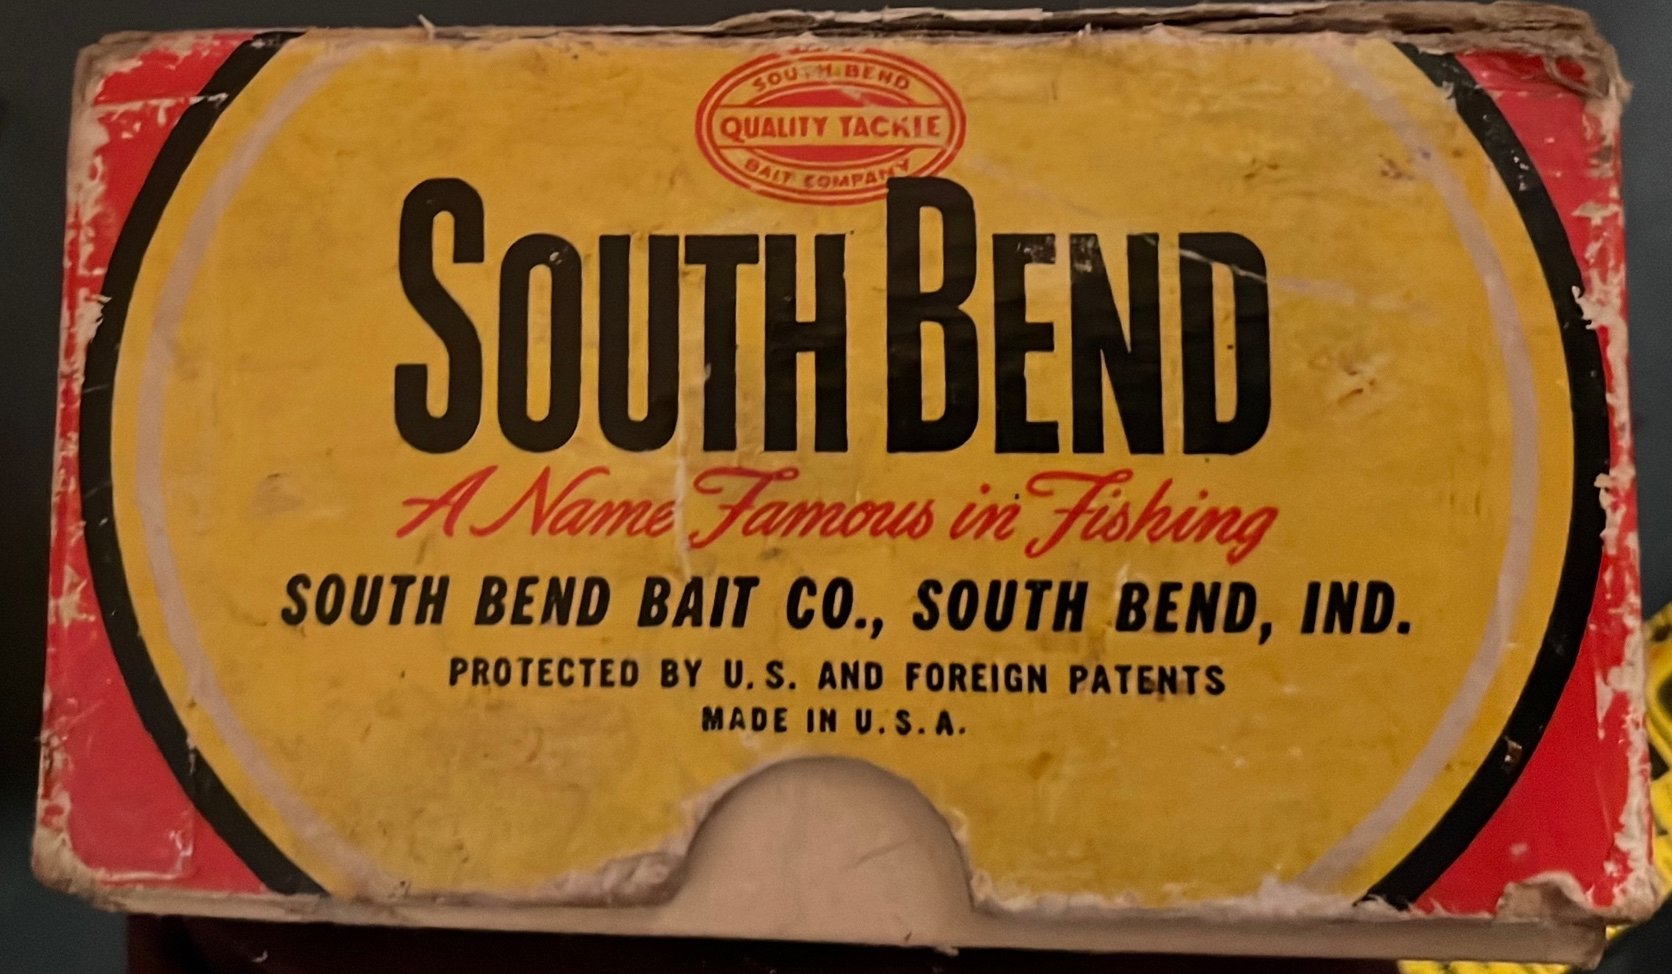 SOUTH BEND
QUALITY TACKLE
BAIT COMPANY
SOUTH BEND
A Name Famous in Fishing
SOUTH BEND BAIT CO., SOUTH BEND, IND.
PROTECTED BY U.S. AND FOREIGN PATENTS
MADE IN U.S.A.